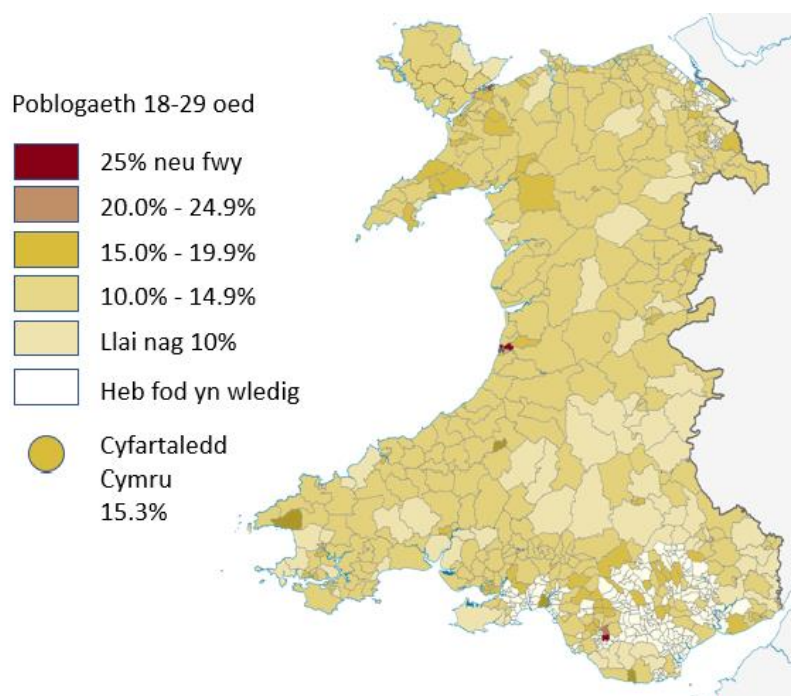 Poblogaeth 18-29 oed
25% neu fwy
20.0% - 24.9%
15.0% - 19.9%
10.0% - 14.9%
Llai nag 10%
Heb fod yn wledig
Cyfartaledd
Cymru
15.3%